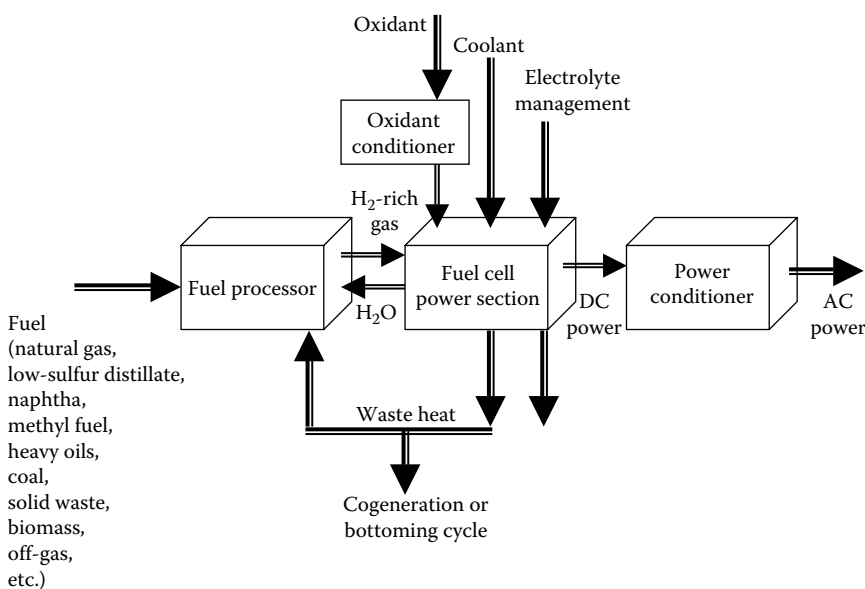 Oxidant
Coolant
Electrolyte
management
Oxidant
conditioner
H₂-rich
gas
Fuel processor
Fuel cell
power section
Power
conditioner
H₂O
DC
power
AC
power
Fuel
(natural gas,
low-sulfur distillate,
naphtha,
methyl fuel,
heavy oils,
coal,
solid waste,
biomass,
off-gas,
etc.)
Waste heat
Cogeneration or
bottoming cycle